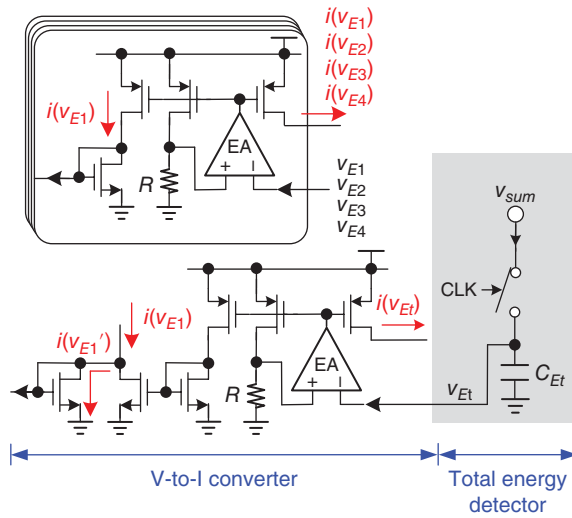 i(vE1)
i(vE2)
i(vE3)
i(vE4)
i(vE1)
EA
+
R
vE1
vE2
vE3
vE4
vsum
CLK
i(vE1)
i(vEt)
i(vE1')
EA
+
R
vEt
CEt
V-to-I converter
Total energy
detector